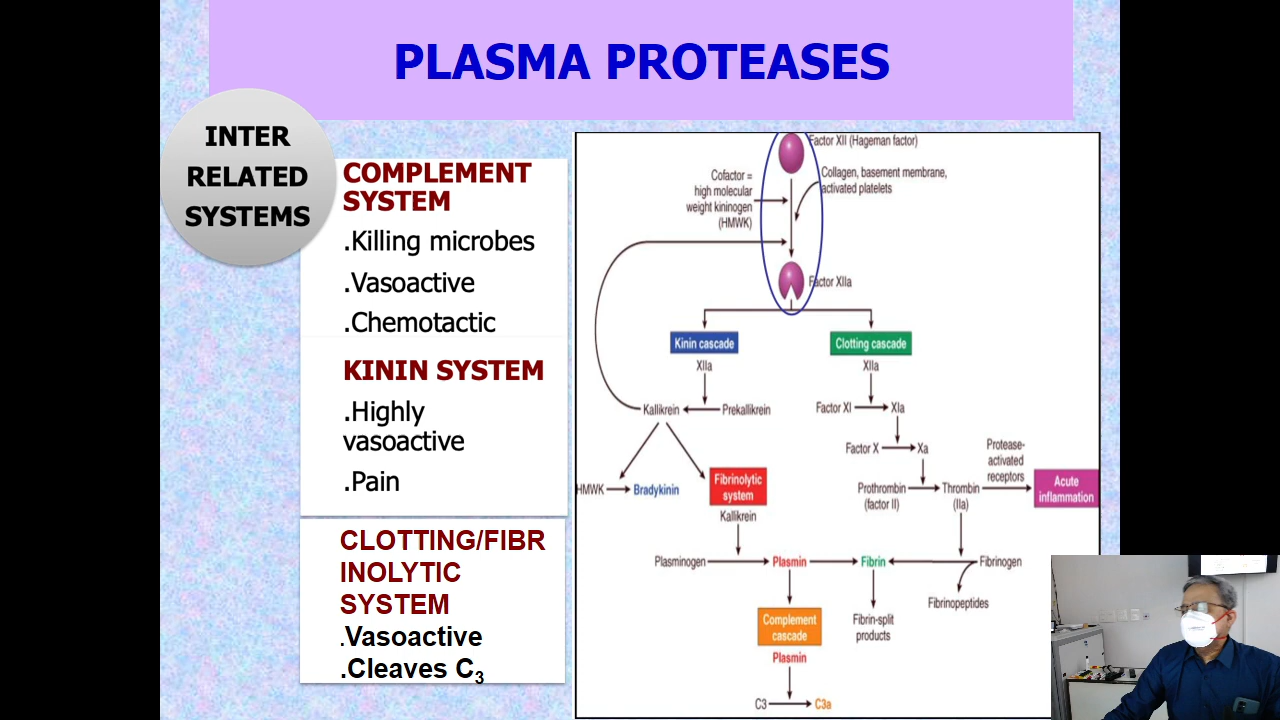 PLASMA PROTEASES
INTER
RELATED
SYSTEMS
COMPLEMENT
SYSTEM
.Killing microbes
.Vasoactive
.Chemotactic
KININ SYSTEM
.Highly
vasoactive
.Pain
CLOTTING/FIBR
INOLYTIC
SYSTEM
.Vasoactive
.Cleaves C3
Factor XII (Hageman factor)
Cofactor =
high molecular
weight kininogen
(HMWK)
Collagen, basement membrane,
activated platelets
Factor XIIa
Kinin cascade
XIIa
Clotting cascade
XIIa
Kallikrein
Prekallikrein
Factor XI
XIa
Factor X
Xa
HMWK
Bradykinin
Fibrinolytic
system
Kallikrein
Prothrombin
(factor II)
Thrombin
(IIa)
Protease-
activated
receptors
Acute
inflammation
Plasminogen
Plasmin
Fibrin
Fibrinogen
Fibrinopeptides
Complement
cascade
Plasmin
Fibrin-split
products
C3
C3a